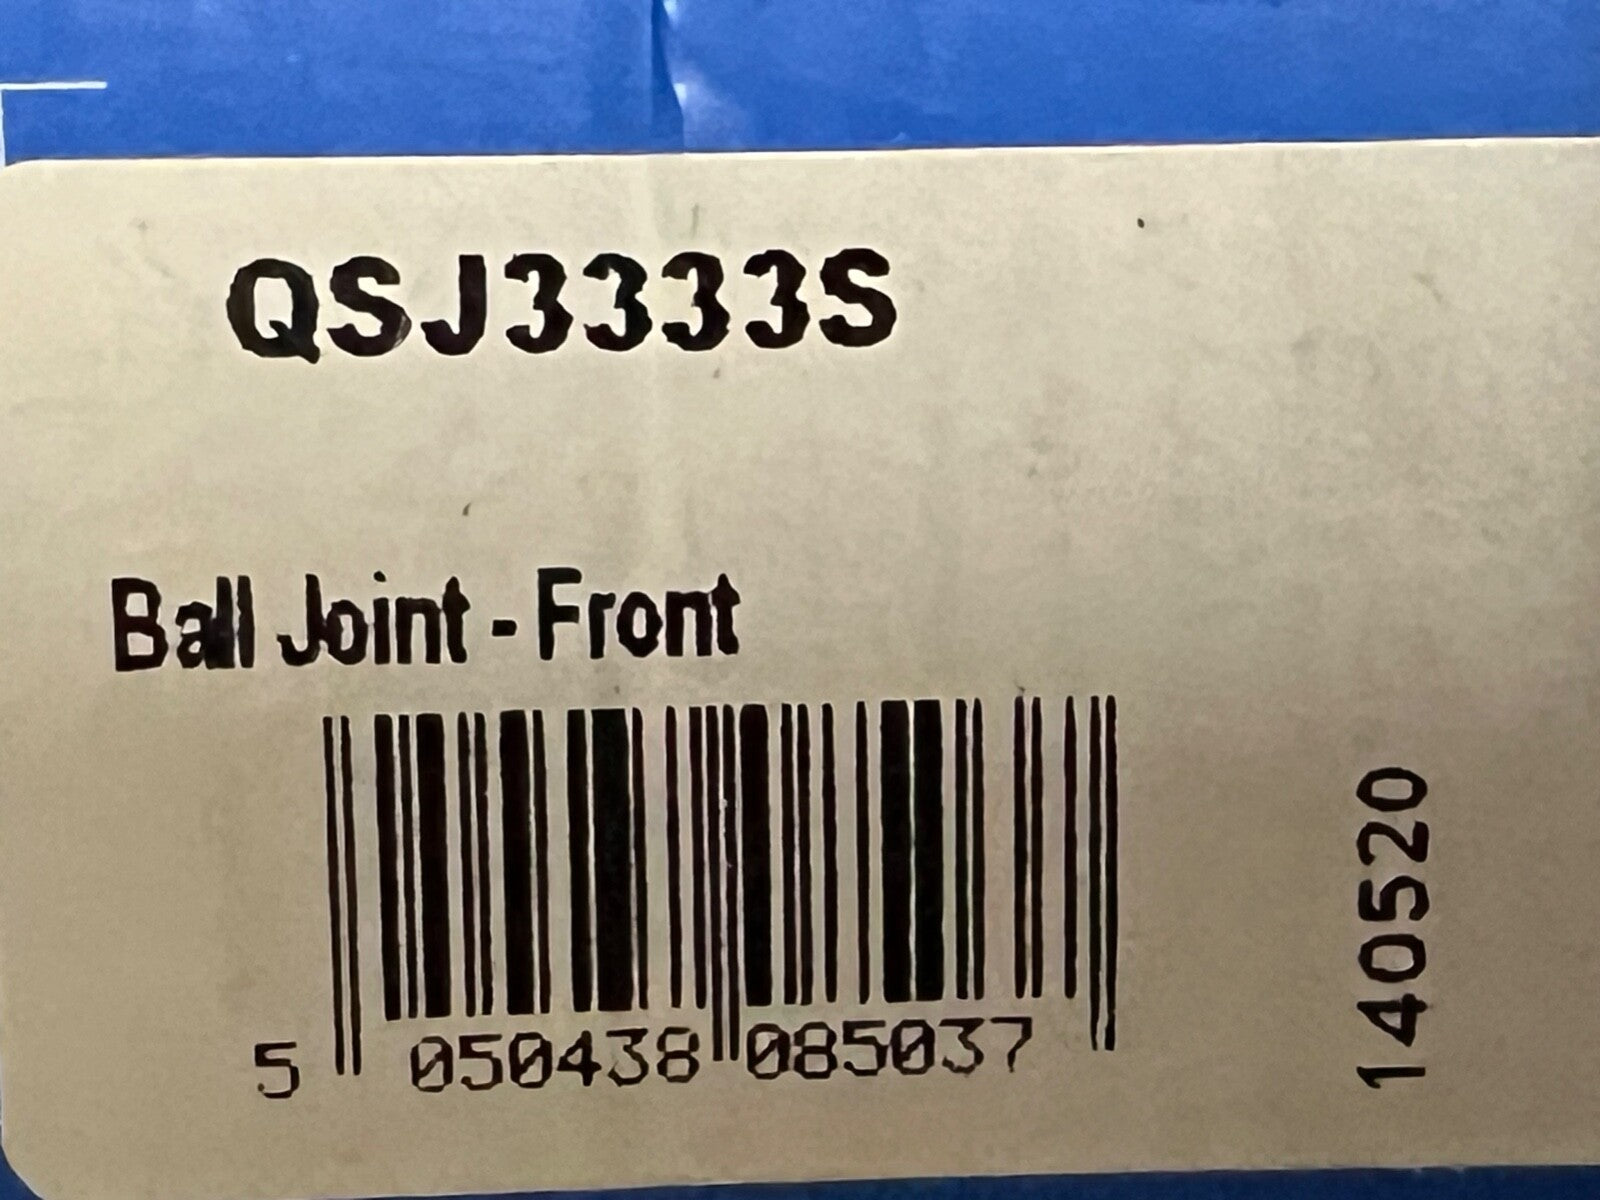 QSJ3333S
Ball Joint - Front
5 050438 085037
140520